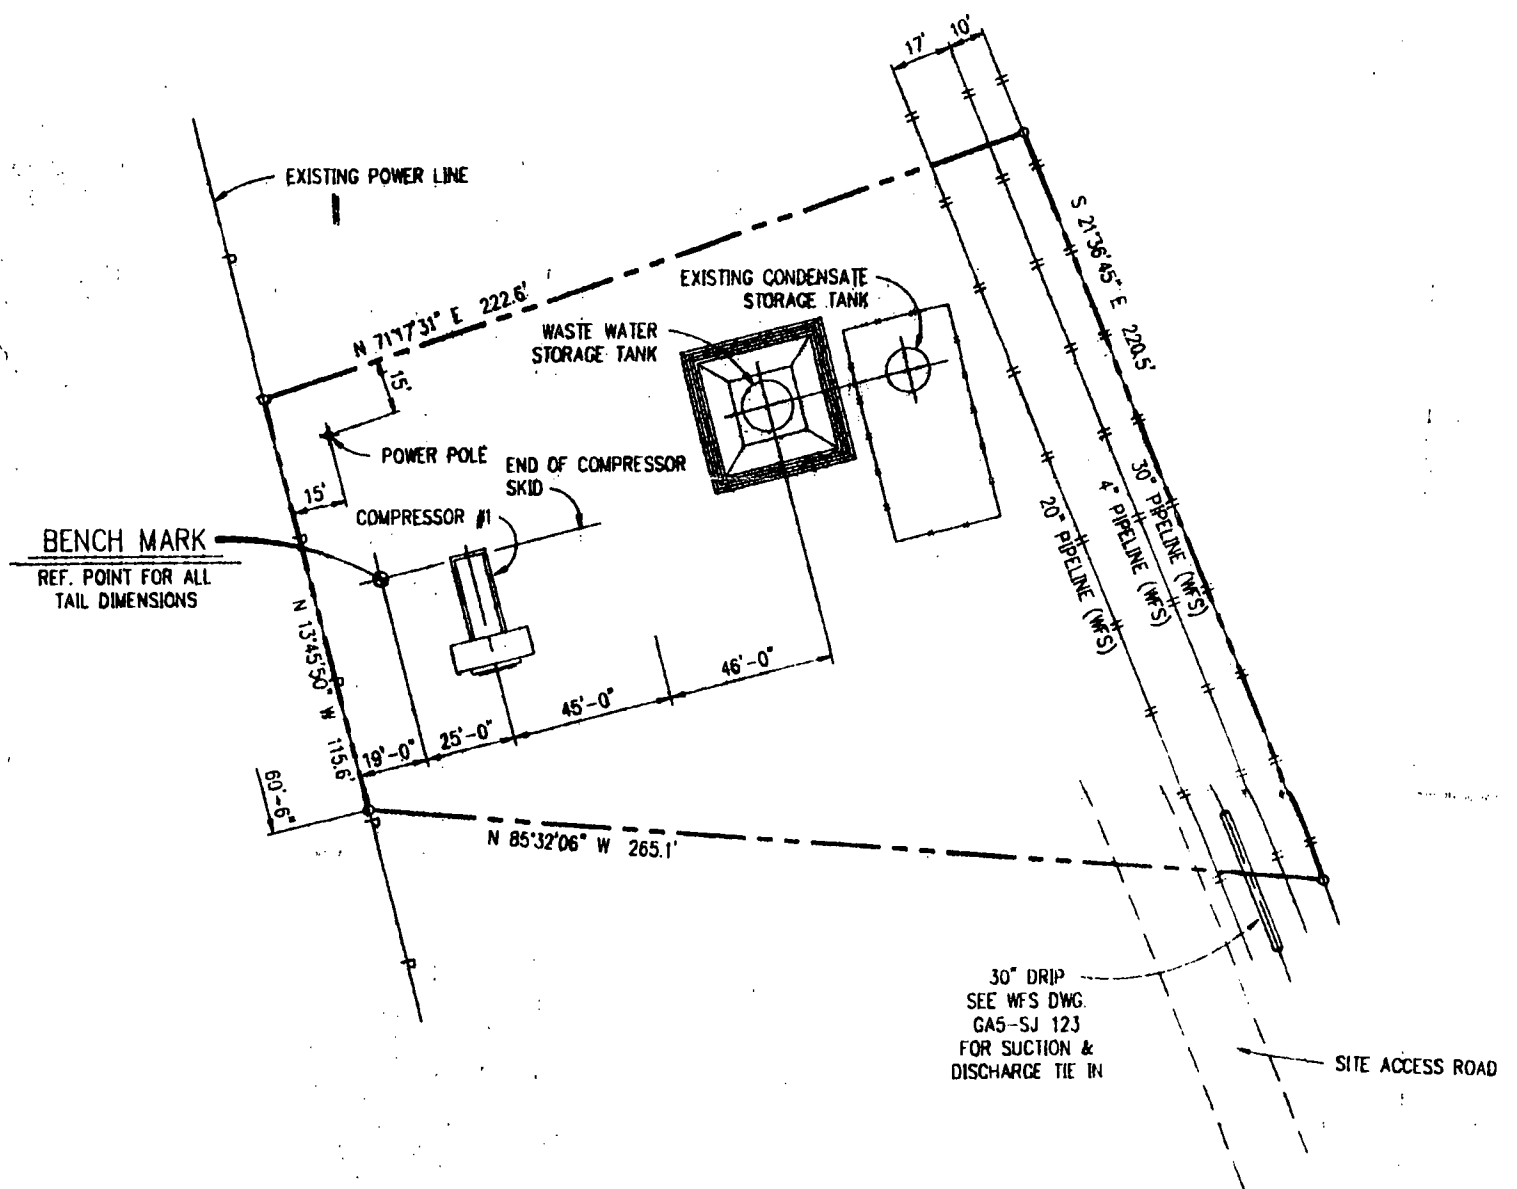 17'
10'
EXISTING POWER LINE
S 21°36'45" E 220.5'
EXISTING CONDENSATE
STORAGE TANK
N 71°17'31" E 222.6'
WASTE WATER
STORAGE TANK
15'
POWER POLE
END OF COMPRESSOR
SKID
15'
COMPRESSOR #1
BENCH MARK
REF. POINT FOR ALL
TAIL DIMENSIONS
30" PIPELINE (WFS)
4" PIPELINE (WFS)
20" PIPELINE (WFS)
N 13°45'50" W 115.6'
46'-0"
45'-0"
25'-0"
19'-0"
60'-6"
N 85°32'06" W 265.1'
30" DRIP
SEE WFS DWG.
GA5-SJ 123
FOR SUCTION &
DISCHARGE TIE IN
SITE ACCESS ROAD